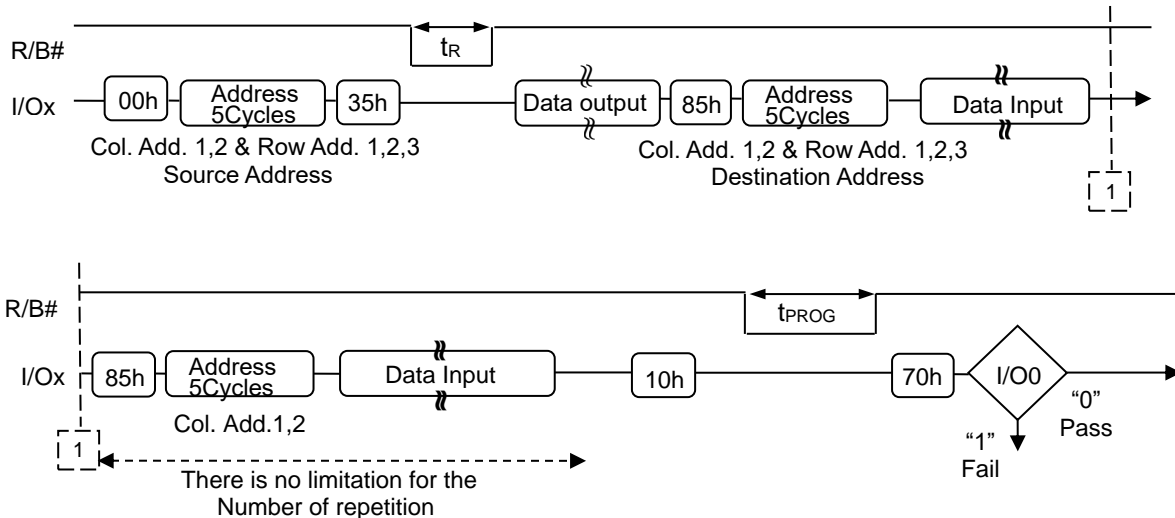 R/B#
tR
I/Ox
00h
Address
5Cycles
35h
Data output
85h
Address
5Cycles
Data Input
Col. Add. 1,2 & Row Add. 1,2,3
Source Address
Col. Add. 1,2 & Row Add. 1,2,3
Destination Address
1
R/B#
tPROG
I/Ox
85h
Address
5Cycles
Data Input
10h
70h
I/O0
“0”
Pass
Col. Add.1,2
1
“1”
Fail
There is no limitation for the
Number of repetition